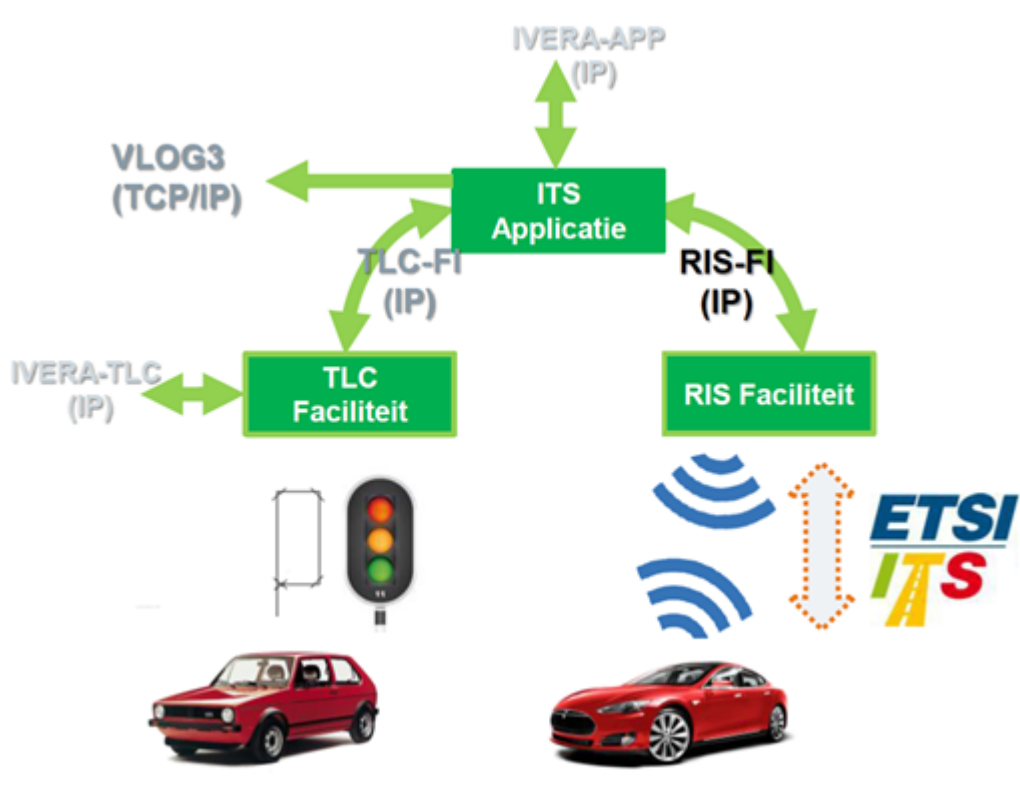 IVERA-APP
(IP)
VLOG3
(TCP/IP)
ITS
Applicatie
TLC-FI
(IP)
RIS-FI
(IP)
IVERA-TLC
(IP)
TLC
Faciliteit
RIS Faciliteit
11
ETSI
ITS